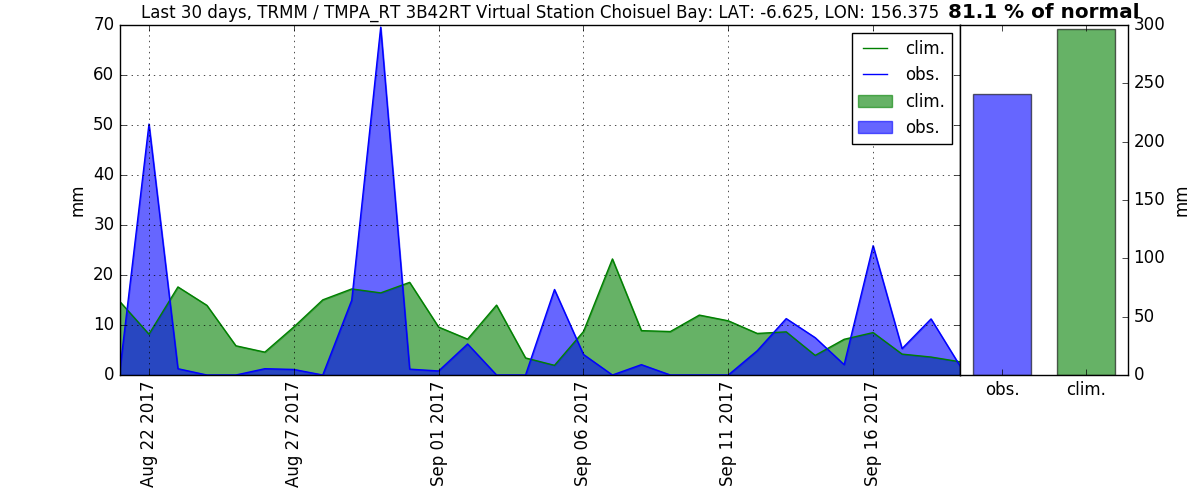 Last 30 days, TRMM / TMPA_RT 3B42RT Virtual Station Choisuel Bay: LAT: -6.625, LON: 156.375
81.1 % of normal
70
60
50
40
30
20
10
0
mm
clim.
obs.
clim.
obs.
Aug 22 2017
Aug 27 2017
Sep 01 2017
Sep 06 2017
Sep 11 2017
Sep 16 2017
300
250
200
150
100
50
0
mm
obs.
clim.